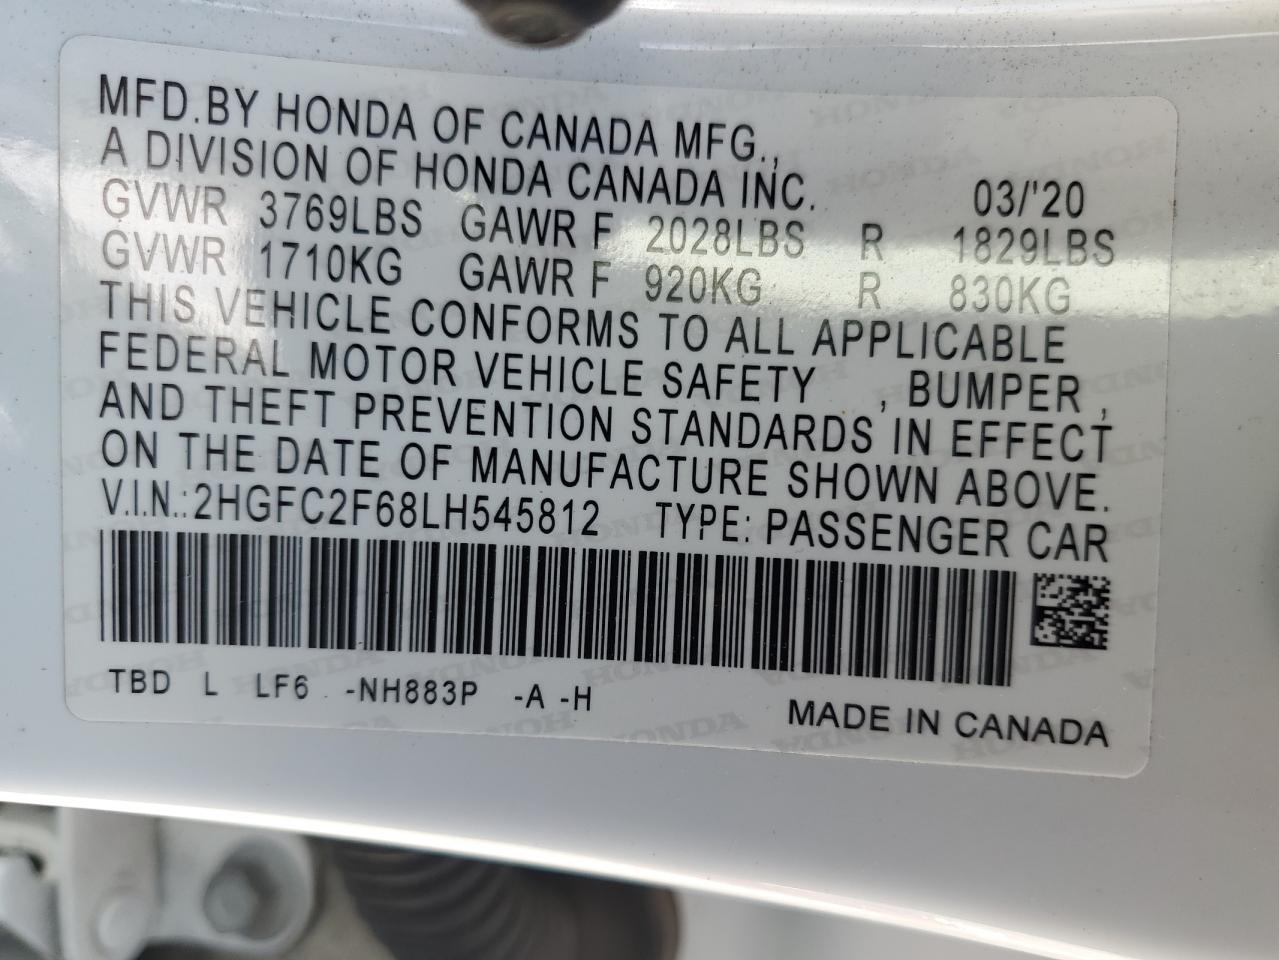 MFD.BY HONDA OF CANADA MFG.,
A DIVISION OF HONDA CANADA INC. 03/'20
GVWR 3769LBS GAWR F 2028LBS R 1829LBS
GVWR 1710KG GAWR F 920KG R 830KG
THIS VEHICLE CONFORMS TO ALL APPLICABLE
FEDERAL MOTOR VEHICLE SAFETY , BUMPER,
AND THEFT PREVENTION STANDARDS IN EFFECT
ON THE DATE OF MANUFACTURE SHOWN ABOVE.
V.I.N.:2HGFC2F68LH545812 TYPE: PASSENGER CAR
TBD L LF6 -NH883P -A -H
MADE IN CANADA